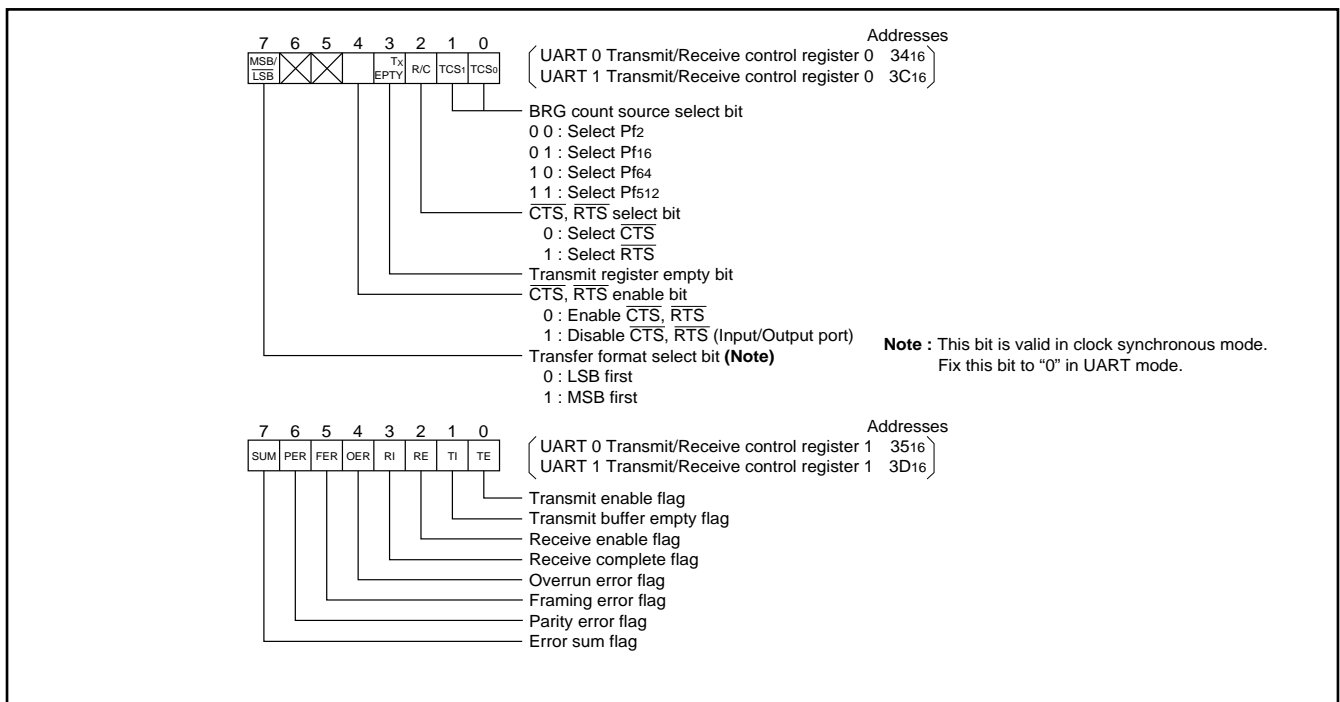 Addresses
7 6 5 4 3 2 1 0
MSB/
LSB
Tx
EPTY
R/C
TCS1
TCS0
UART 0 Transmit/Receive control register 0 3416
UART 1 Transmit/Receive control register 0 3C16
BRG count source select bit
0 0 : Select Pf2
0 1 : Select Pf16
1 0 : Select Pf64
1 1 : Select Pf512
CTS, RTS select bit
0 : Select CTS
1 : Select RTS
Transmit register empty bit
CTS, RTS enable bit
0 : Enable CTS, RTS
1 : Disable CTS, RTS (Input/Output port)
Transfer format select bit (Note)
0 : LSB first
1 : MSB first
Note : This bit is valid in clock synchronous mode.
Fix this bit to “0” in UART mode.
Addresses
7 6 5 4 3 2 1 0
SUM PER FER OER RI RE TI TE
UART 0 Transmit/Receive control register 1 3516
UART 1 Transmit/Receive control register 1 3D16
Transmit enable flag
Transmit buffer empty flag
Receive enable flag
Receive complete flag
Overrun error flag
Framing error flag
Parity error flag
Error sum flag